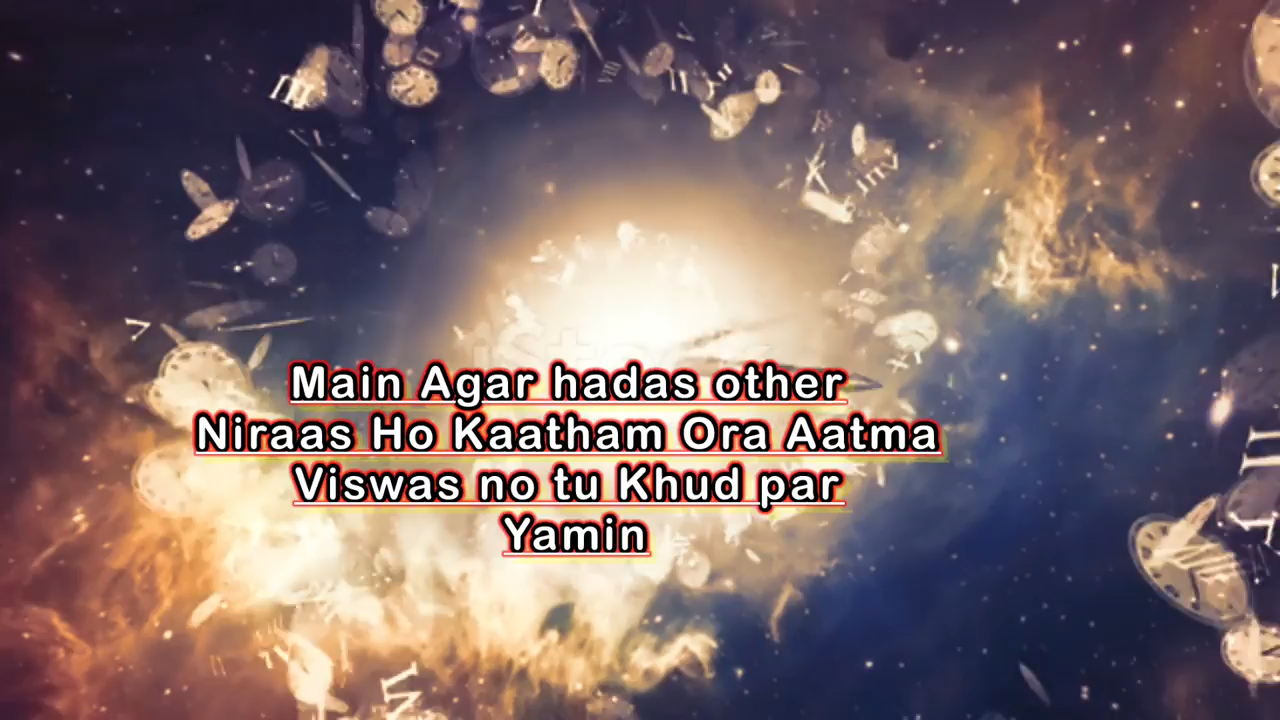 Main Agar hadas other
Niraas Ho Kaatham Ora Aatma
Viswas no tu Khud par
Yamin